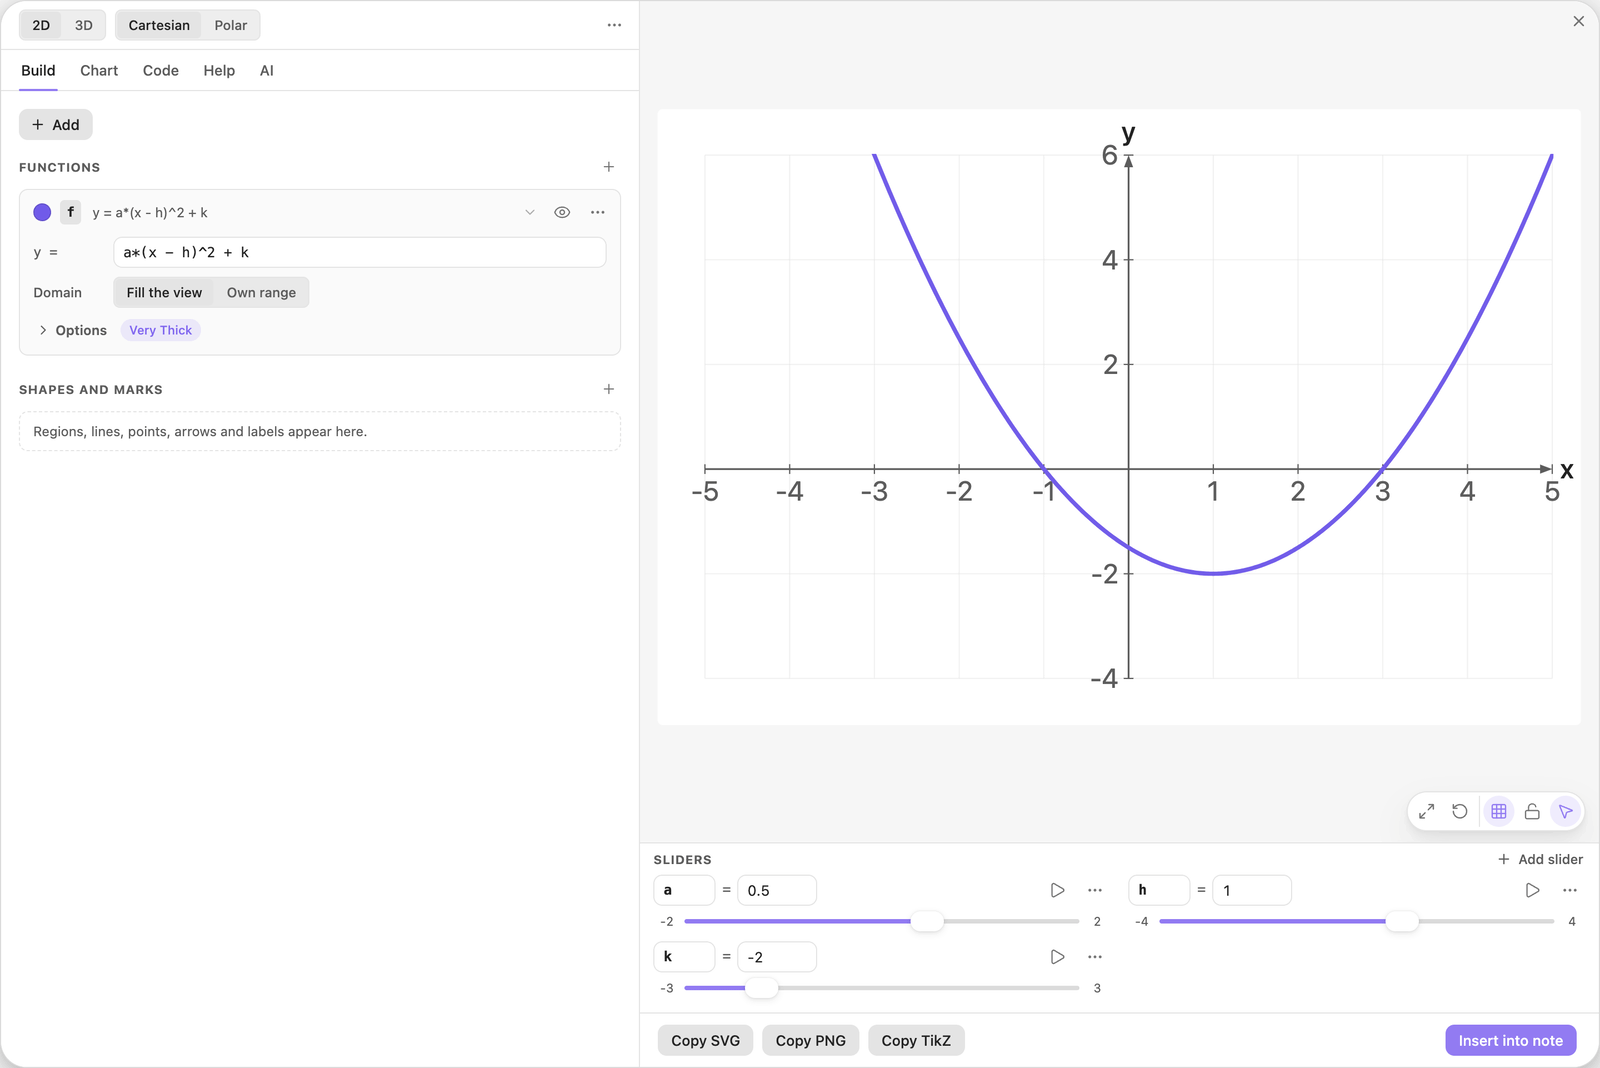 2D 3D Cartesian Polar
Build Chart Code Help AI
+ Add
FUNCTIONS
f y = a*(x - h)^2 + k
y = a*(x − h)^2 + k
Domain Fill the view Own range
Options Very Thick
SHAPES AND MARKS
Regions, lines, points, arrows and labels appear here.
y
6
4
2
x
-5 -4 -3 -2 -1 1 2 3 4 5
-2
-4
SLIDERS
+ Add slider
a = 0.5
-2 2
h = 1
-4 4
k = -2
-3 3
Copy SVG Copy PNG Copy TikZ
Insert into note